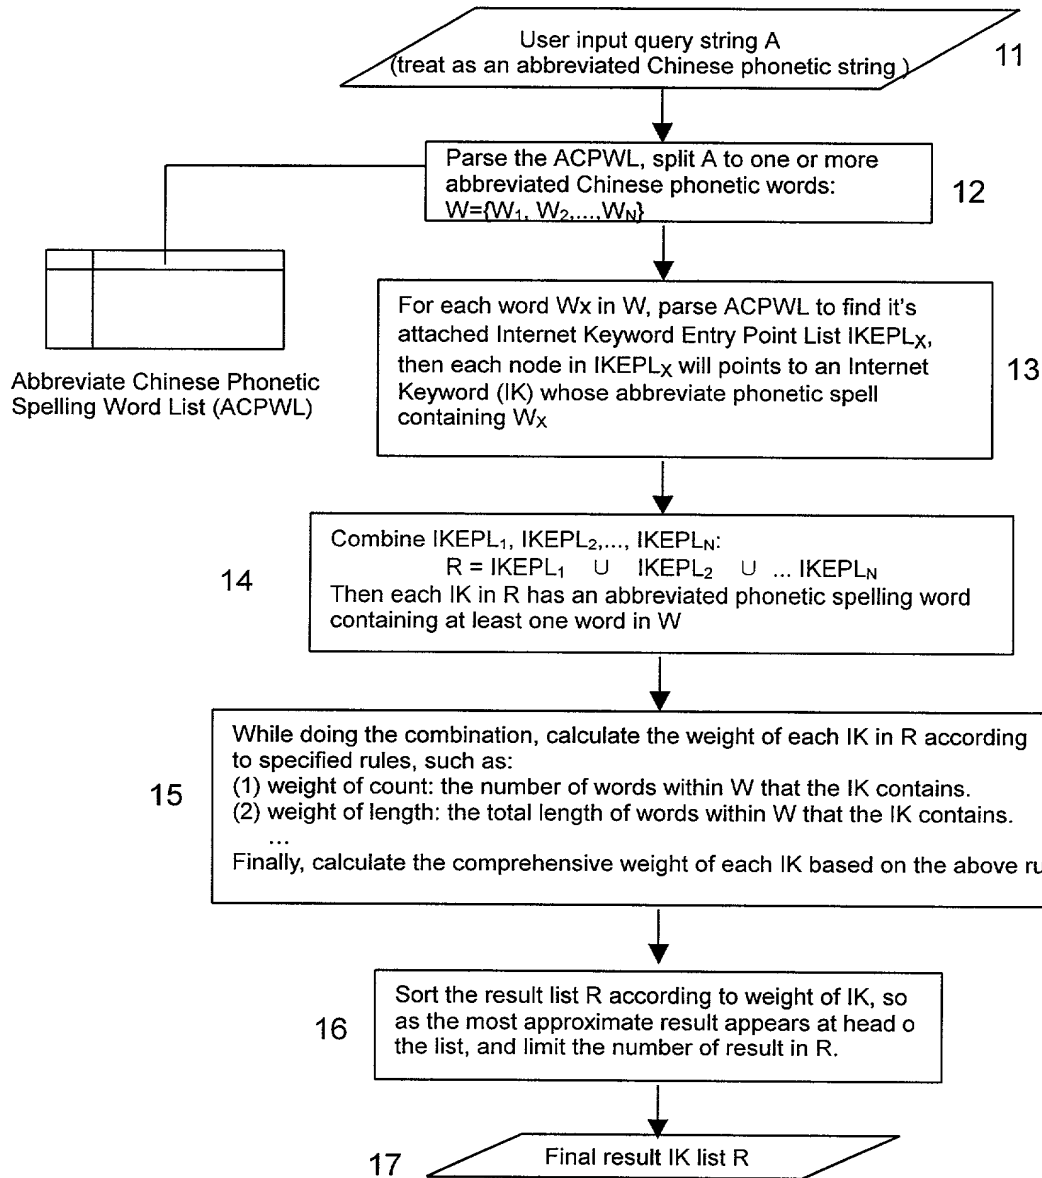 User input query string A
(treat as an abbreviated Chinese phonetic string )
11
Parse the ACPWL, split A to one or more
abbreviated Chinese phonetic words:
W={W₁, W₂,...,W_N}
12
Abbreviate Chinese Phonetic
Spelling Word List (ACPWL)
For each word Wx in W, parse ACPWL to find it's
attached Internet Keyword Entry Point List IKEPL_X,
then each node in IKEPL_X will points to an Internet
Keyword (IK) whose abbreviate phonetic spell
containing W_X
13
Combine IKEPL₁, IKEPL₂,..., IKEPL_N:
R = IKEPL₁ ∪ IKEPL₂ ∪ ... IKEPL_N
Then each IK in R has an abbreviated phonetic spelling word
containing at least one word in W
14
While doing the combination, calculate the weight of each IK in R according
to specified rules, such as:
(1) weight of count: the number of words within W that the IK contains.
(2) weight of length: the total length of words within W that the IK contains.
...
Finally, calculate the comprehensive weight of each IK based on the above ru
15
Sort the result list R according to weight of IK, so
as the most approximate result appears at head o
the list, and limit the number of result in R.
16
Final result IK list R
17